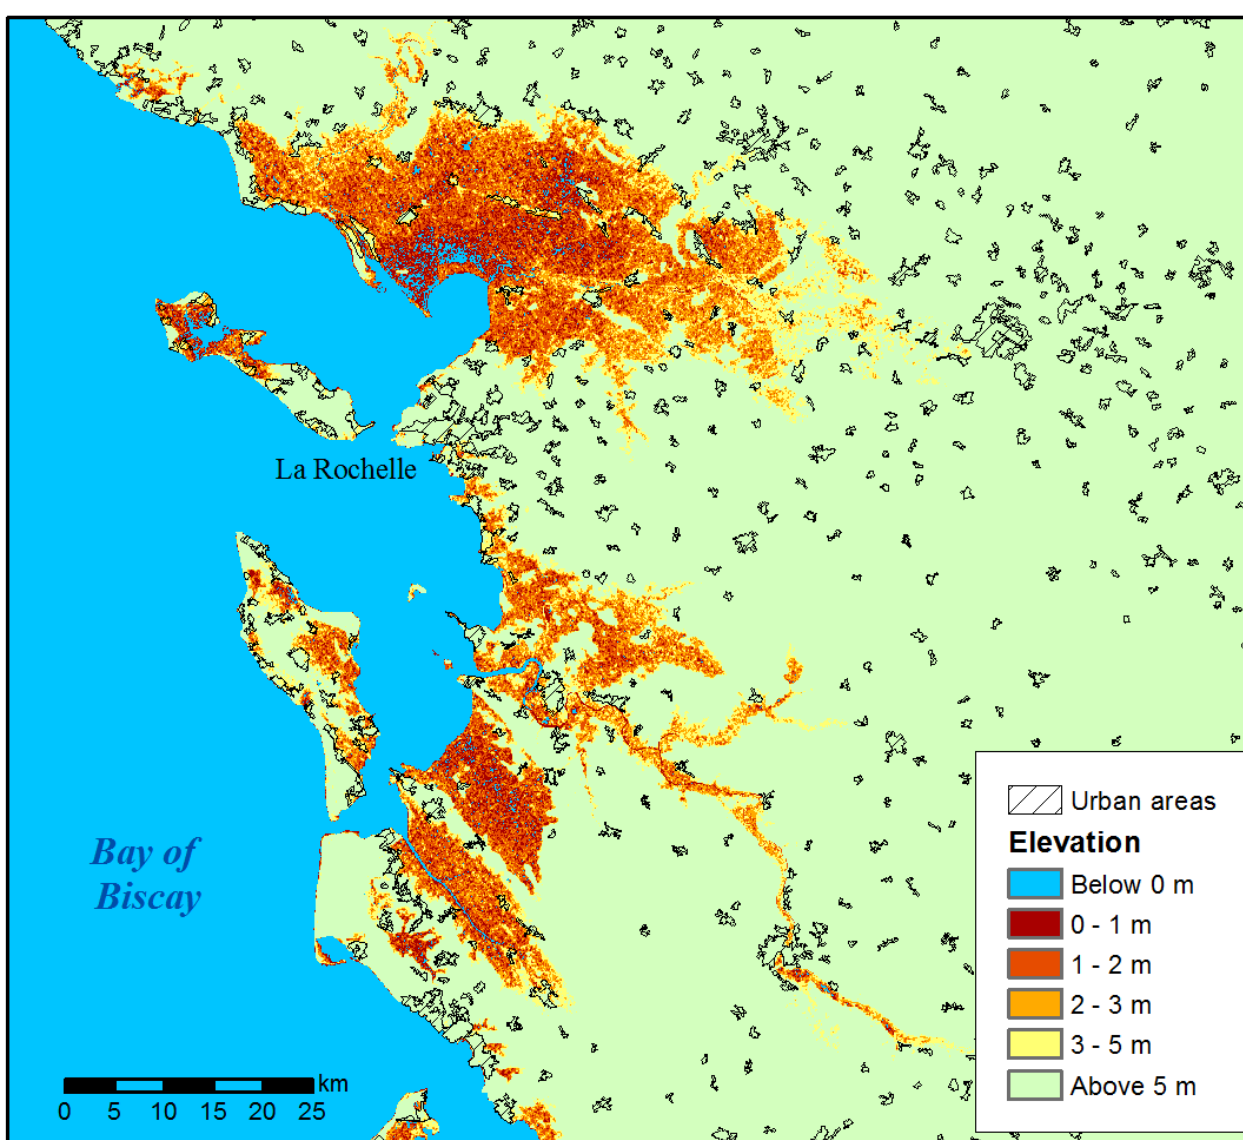 La Rochelle
Bay of
Biscay
Urban areas
Elevation
Below 0 m
0 - 1 m
1 - 2 m
2 - 3 m
3 - 5 m
Above 5 m
km
0 5 10 15 20 25